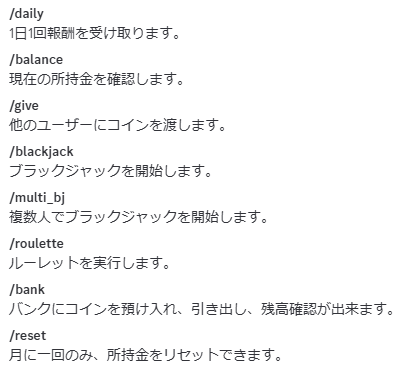 /daily
1日1回報酬を受け取ります。
/balance
現在の所持金を確認します。
/give
他のユーザーにコインを渡します。
/blackjack
ブラックジャックを開始します。
/multi_bj
複数人でブラックジャックを開始します。
/roulette
ルーレットを実行します。
/bank
バンクにコインを預け入れ、引き出し、残高確認が出来ます。
/reset
月に一回のみ、所持金をリセットできます。